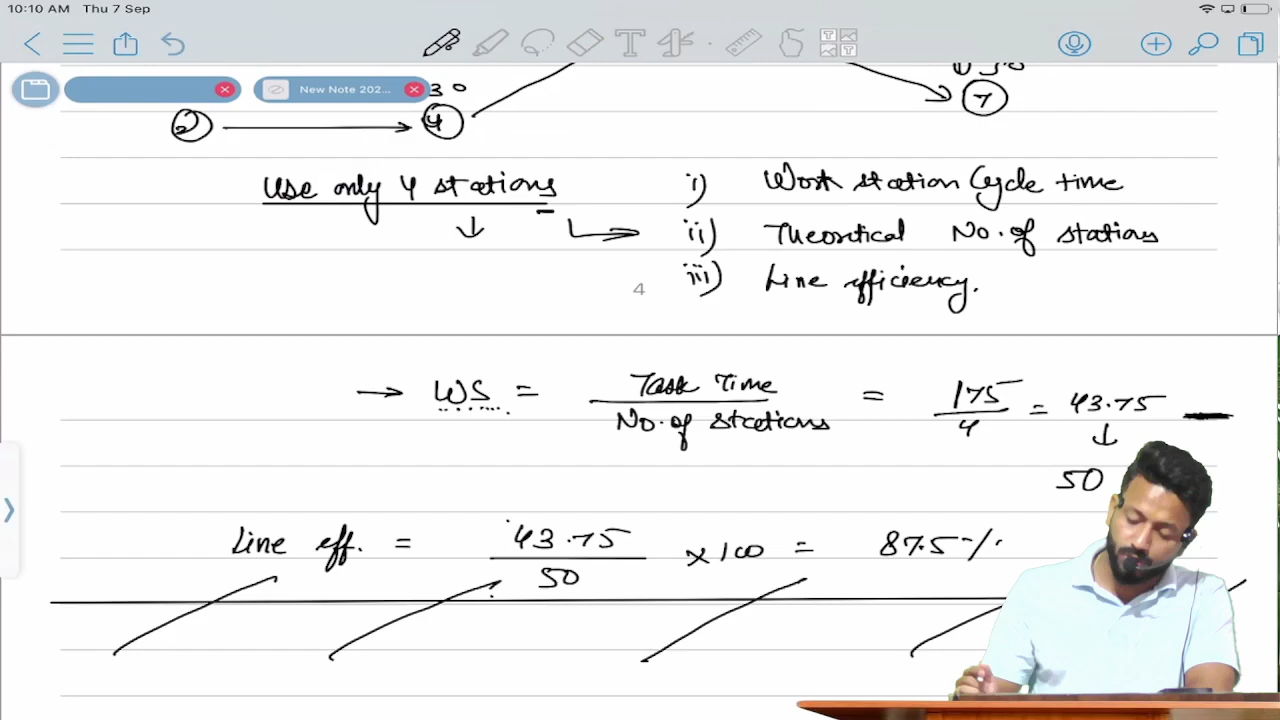 10:10 AM Thu 7 Sep
New Note 202...
30
2
4
7
Use only 4 stations
i) Work station Cycle time
ii) Theoritical No. of stations
iii) Line efficiency.
4
→ WS = Task Time / No. of stations = 175 / 4 = 43.75
50
Line eff. = 43.75 / 50 × 100 = 87.5 %